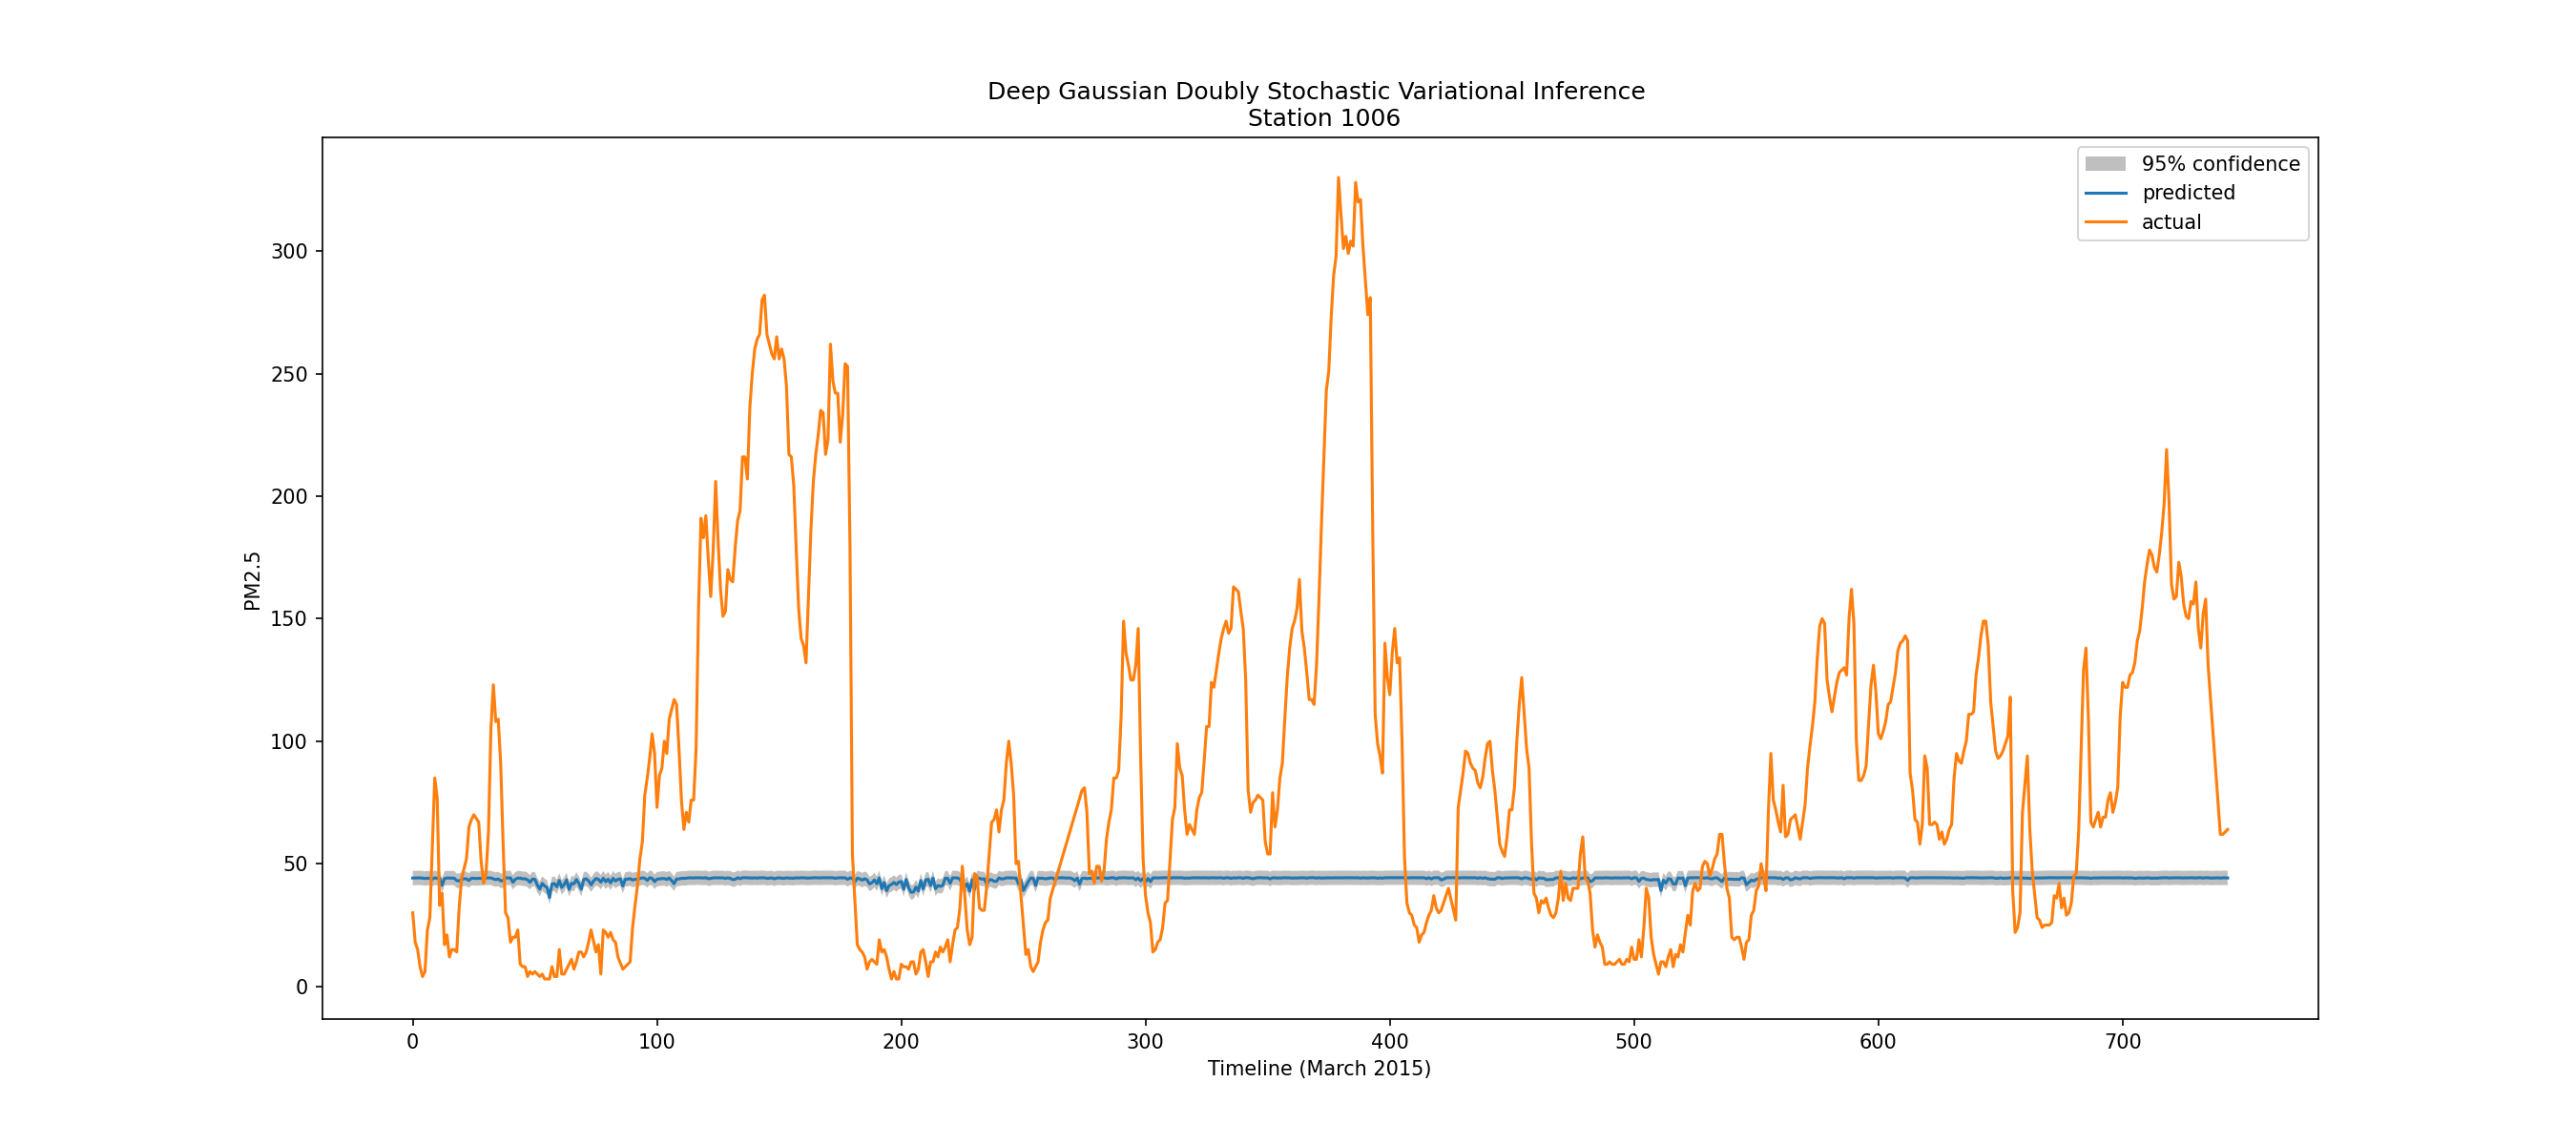 Deep Gaussian Doubly Stochastic Variational Inference
Station 1006
95% confidence
predicted
actual
300
250
200
150
100
50
0
PM2.5
0 100 200 300 400 500 600 700
Timeline (March 2015)